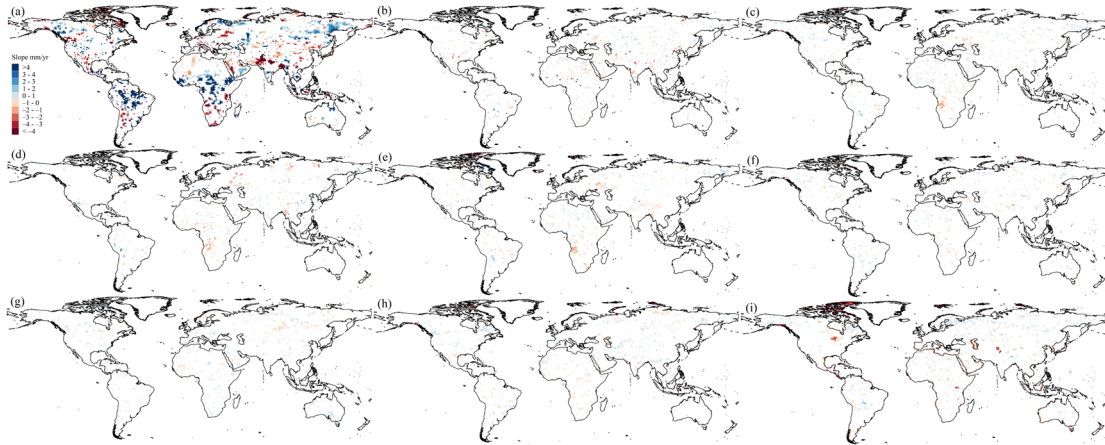 (a)
(b)
(c)
Slope mm/yr
>4
3 - 4
2 - 3
1 - 2
0 - 1
-1 - 0
-2 - -1
-3 - -2
-4 - -3
< -4
(d)
(e)
(f)
(g)
(h)
(i)